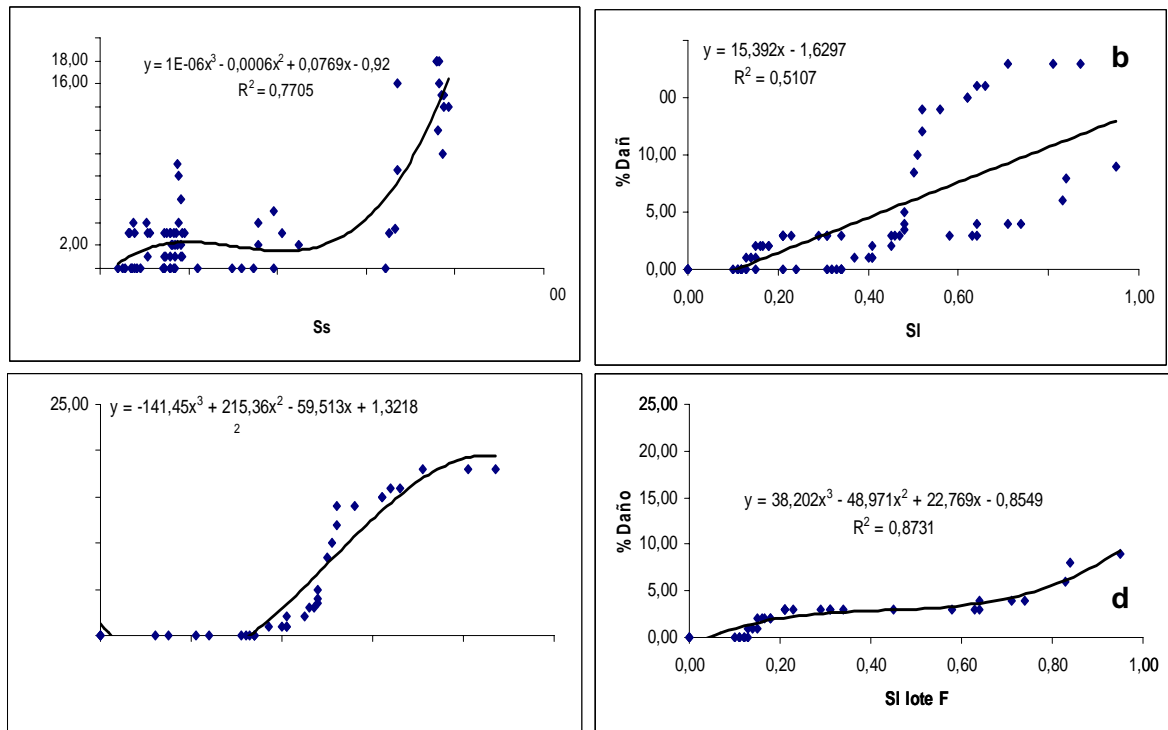 18,00
y = 1E-06x³ - 0,0006x² + 0,0769x - 0,92
16,00
R² = 0,7705
2,00
00
Ss
y = 15,392x - 1,6297
b
R² = 0,5107
00
% Dañ
10,00
5,00
0,00
0,00 0,20 0,40 0,60 1,00
SI
25,00
y = -141,45x³ + 215,36x² - 59,513x + 1,3218
2
25,00
20,00
% Daño
15,00
y = 38,202x³ - 48,971x² + 22,769x - 0,8549
R² = 0,8731
10,00
d
5,00
0,00
0,00 0,20 0,40 0,60 0,80 1,00
SI lote F